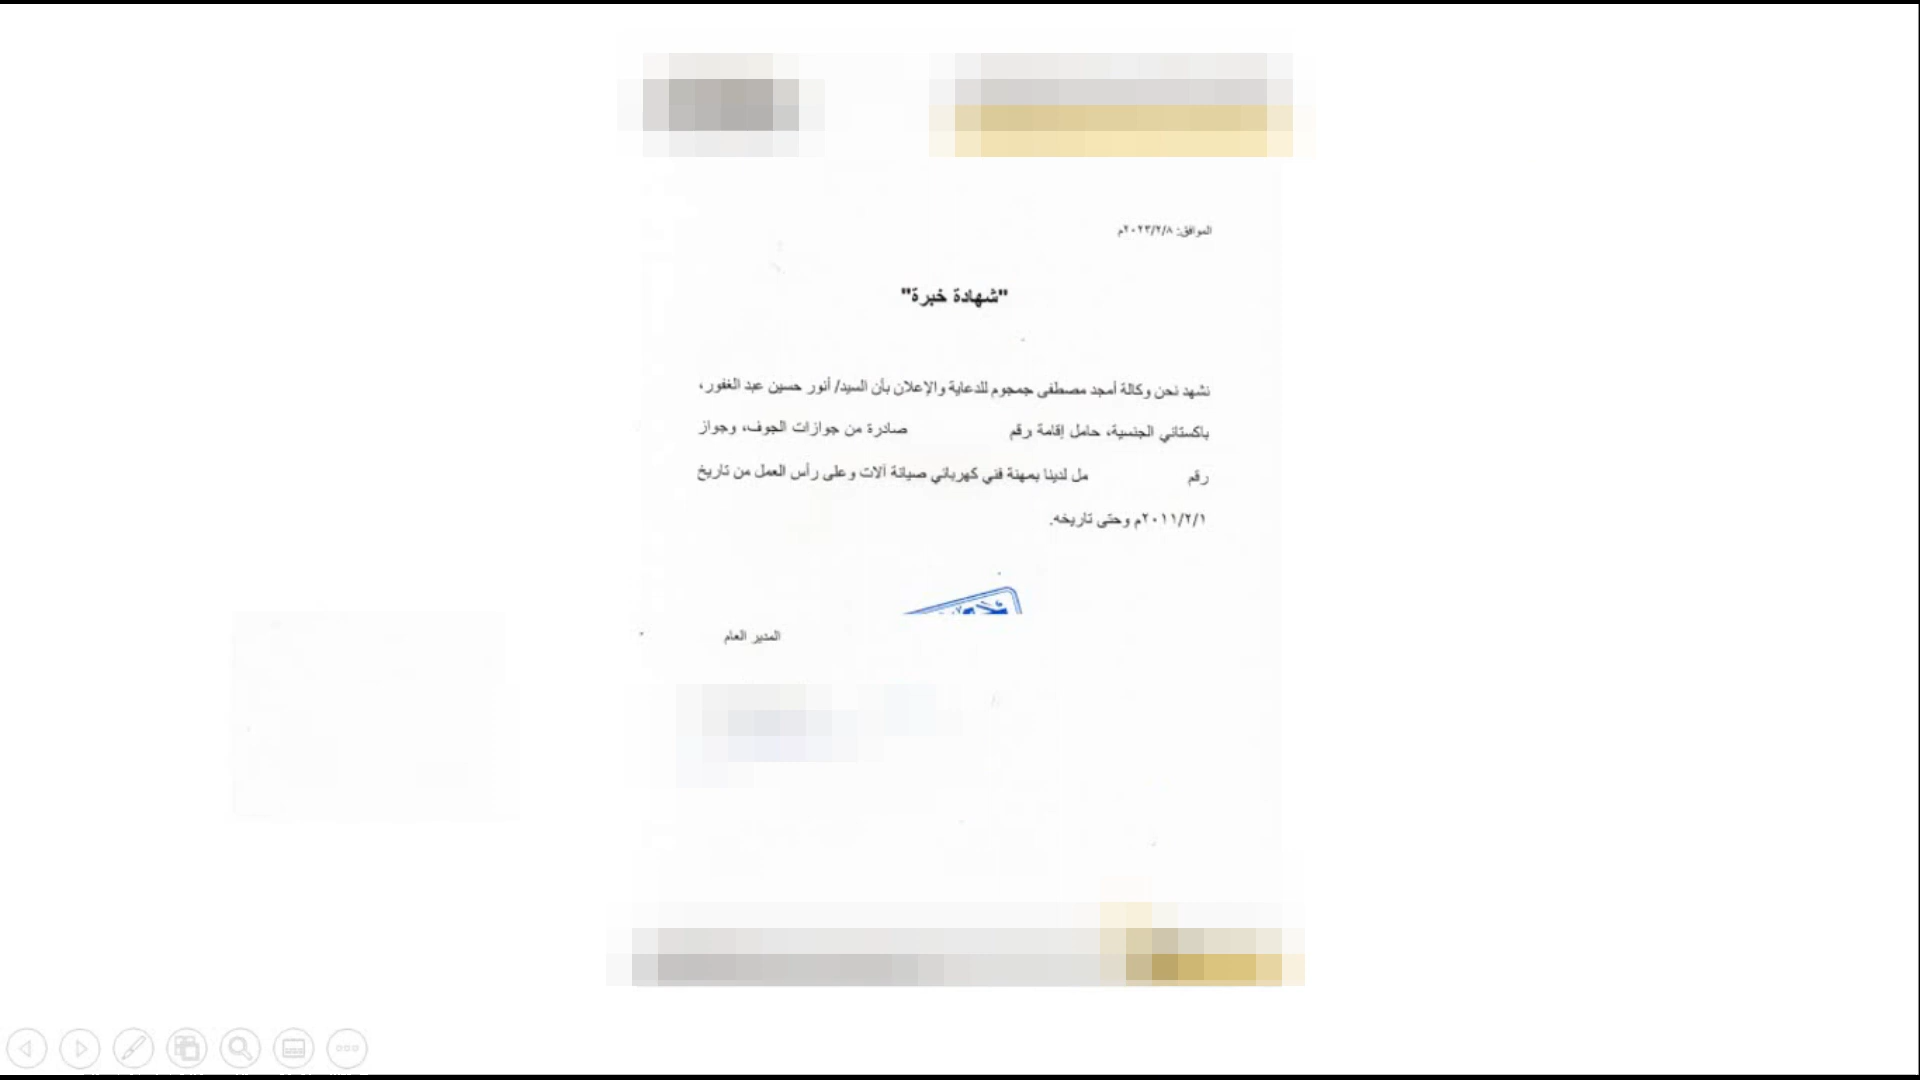 الموافق: ٢٠٢٣/٢/٨م
"شهادة خبرة"
نشهد نحن وكالة أمجد مصطفى جمجوم للدعاية والإعلان بأن السيد/ أنور حسين عبد الغفور،
باكستاني الجنسية، حامل إقامة رقم صادرة من جوازات الجوف، وجواز
رقم مل لدينا بمهنة فني كهربائي صيانة آلات وعلى رأس العمل من تاريخ
٢٠١١/٢/١م وحتى تاريخه.
المدير العام